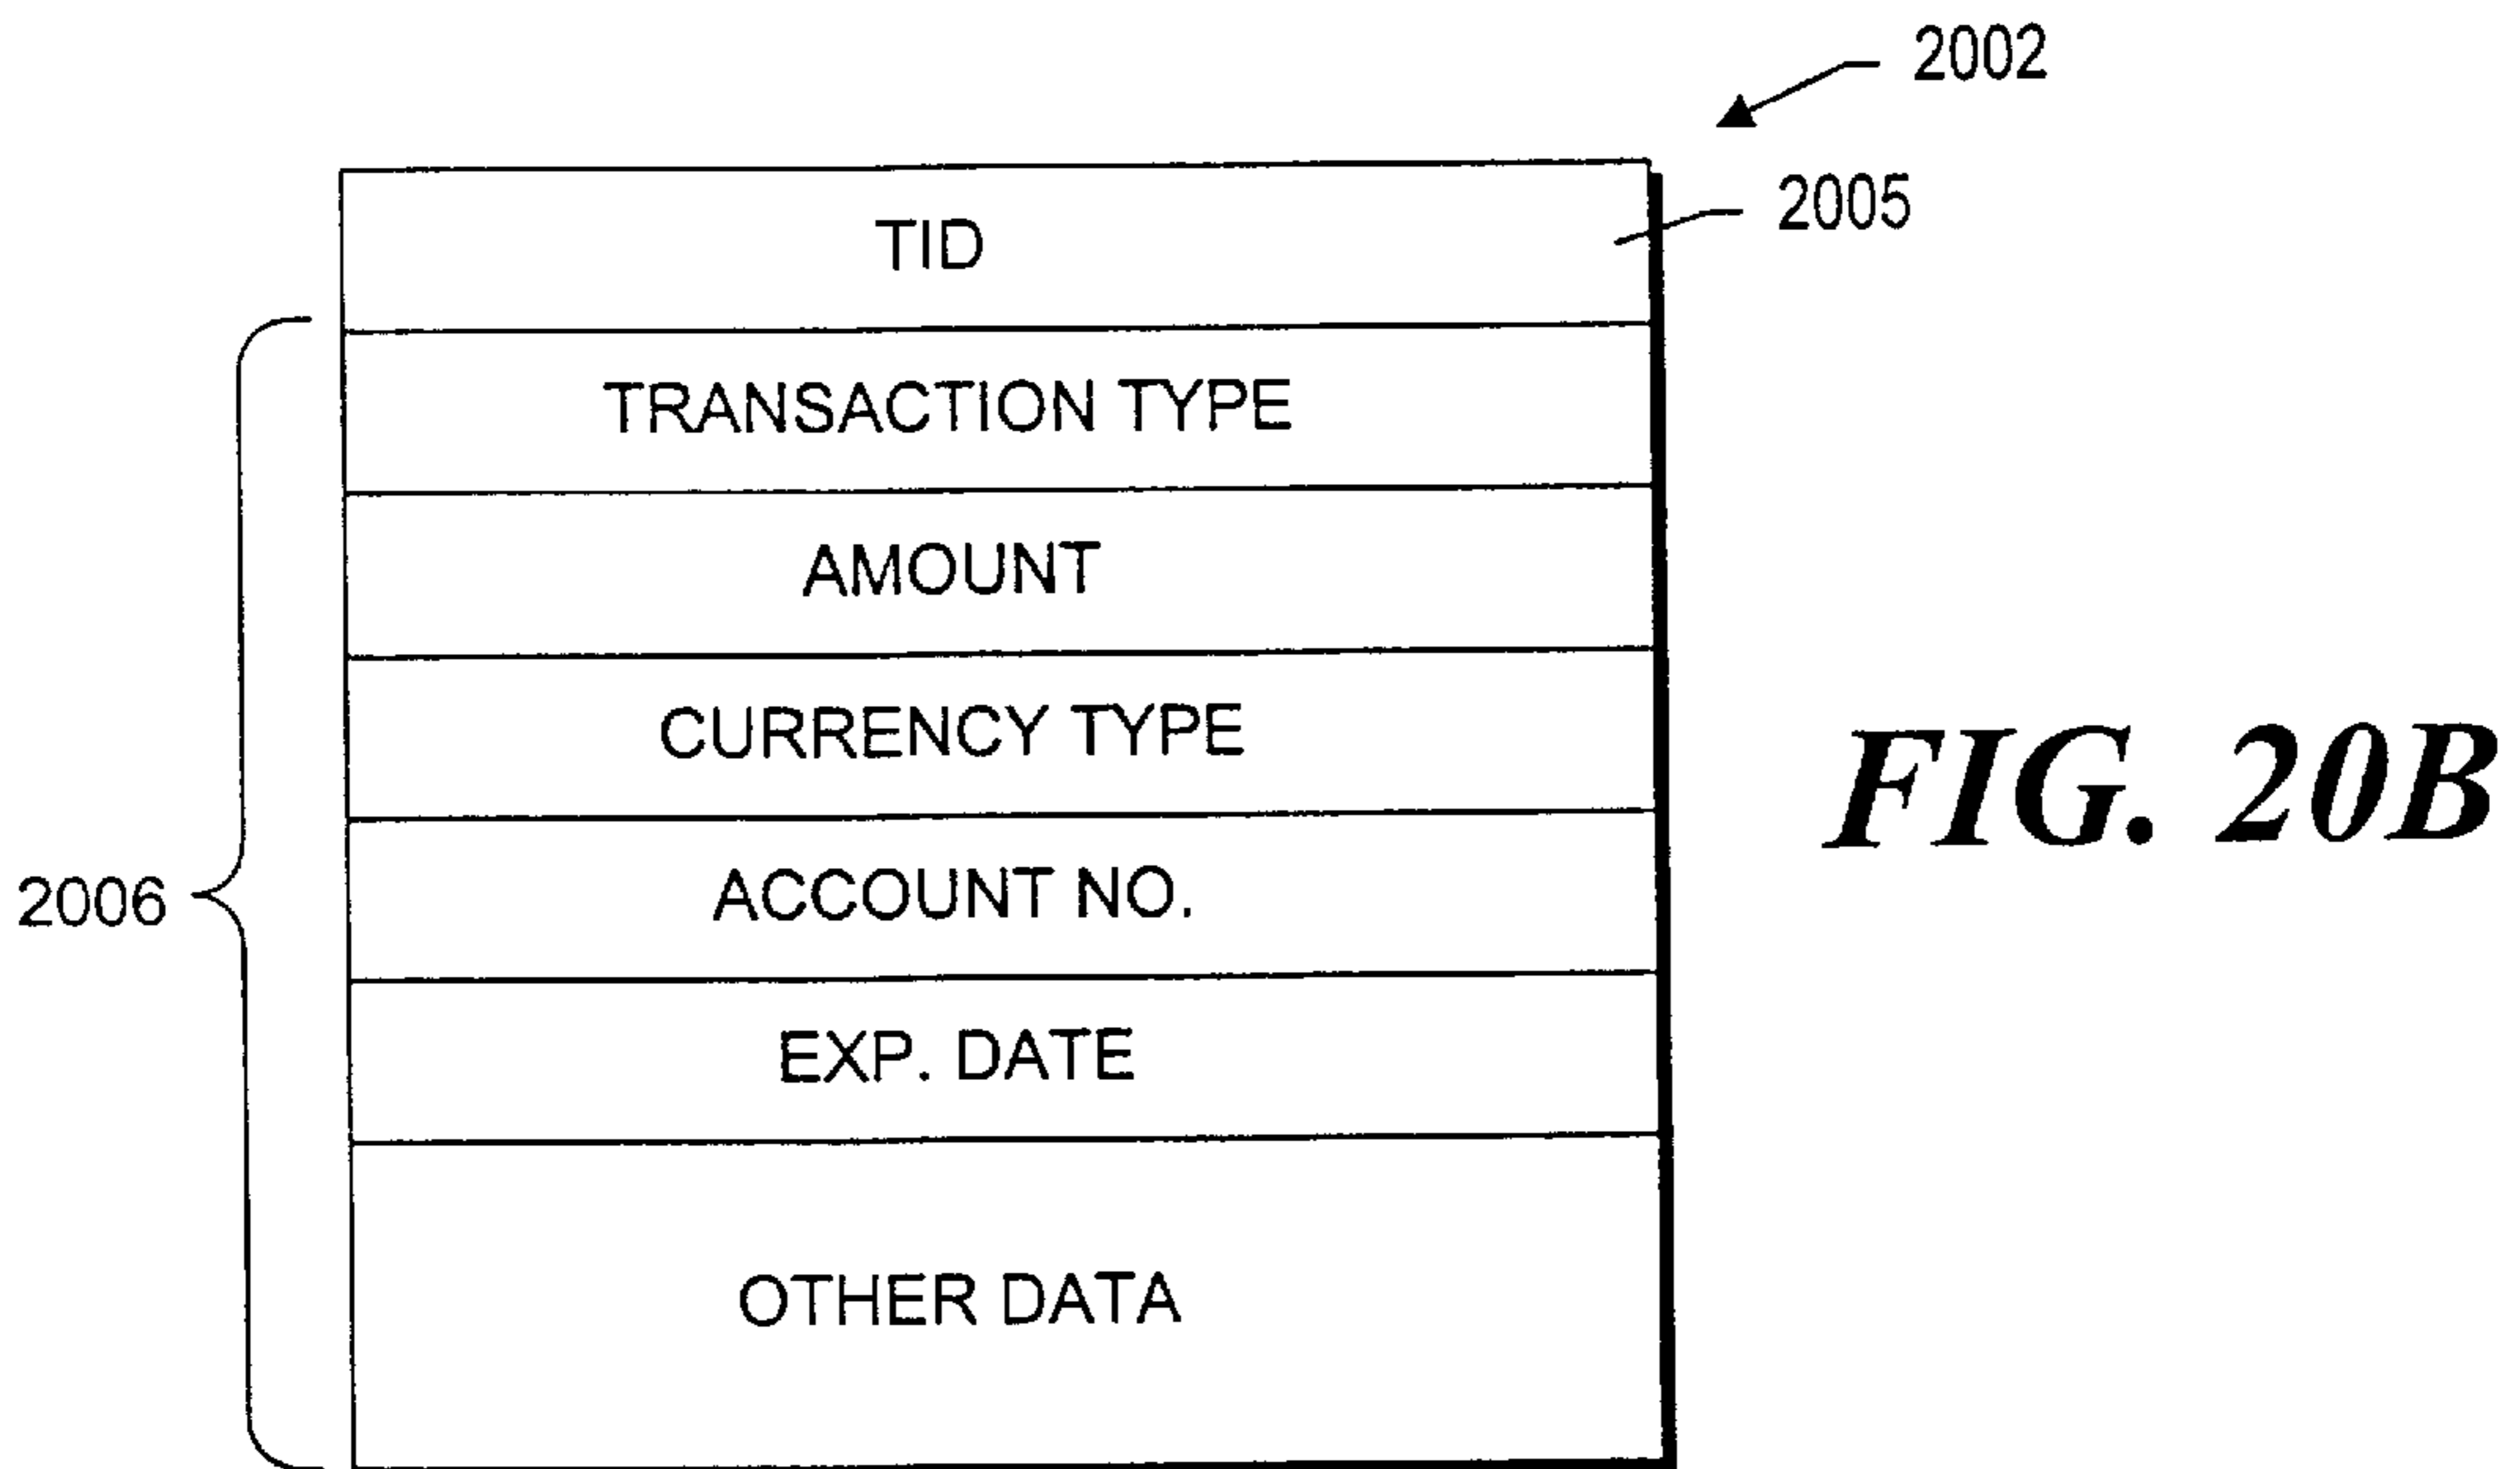 2002
2005
TID
TRANSACTION TYPE
AMOUNT
CURRENCY TYPE
FIG. 20B
2006
ACCOUNT NO.
EXP. DATE
OTHER DATA